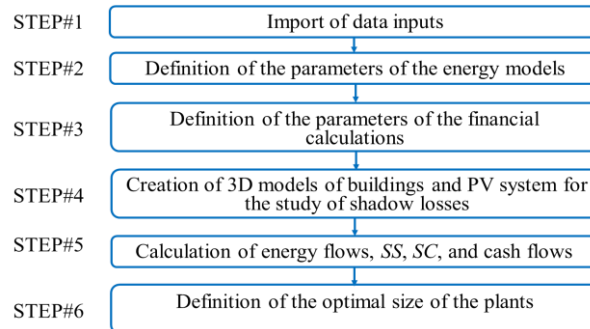 STEP#1
Import of data inputs
STEP#2
Definition of the parameters of the energy models
STEP#3
Definition of the parameters of the financial
calculations
STEP#4
Creation of 3D models of buildings and PV system for
the study of shadow losses
STEP#5
Calculation of energy flows, SS, SC, and cash flows
STEP#6
Definition of the optimal size of the plants